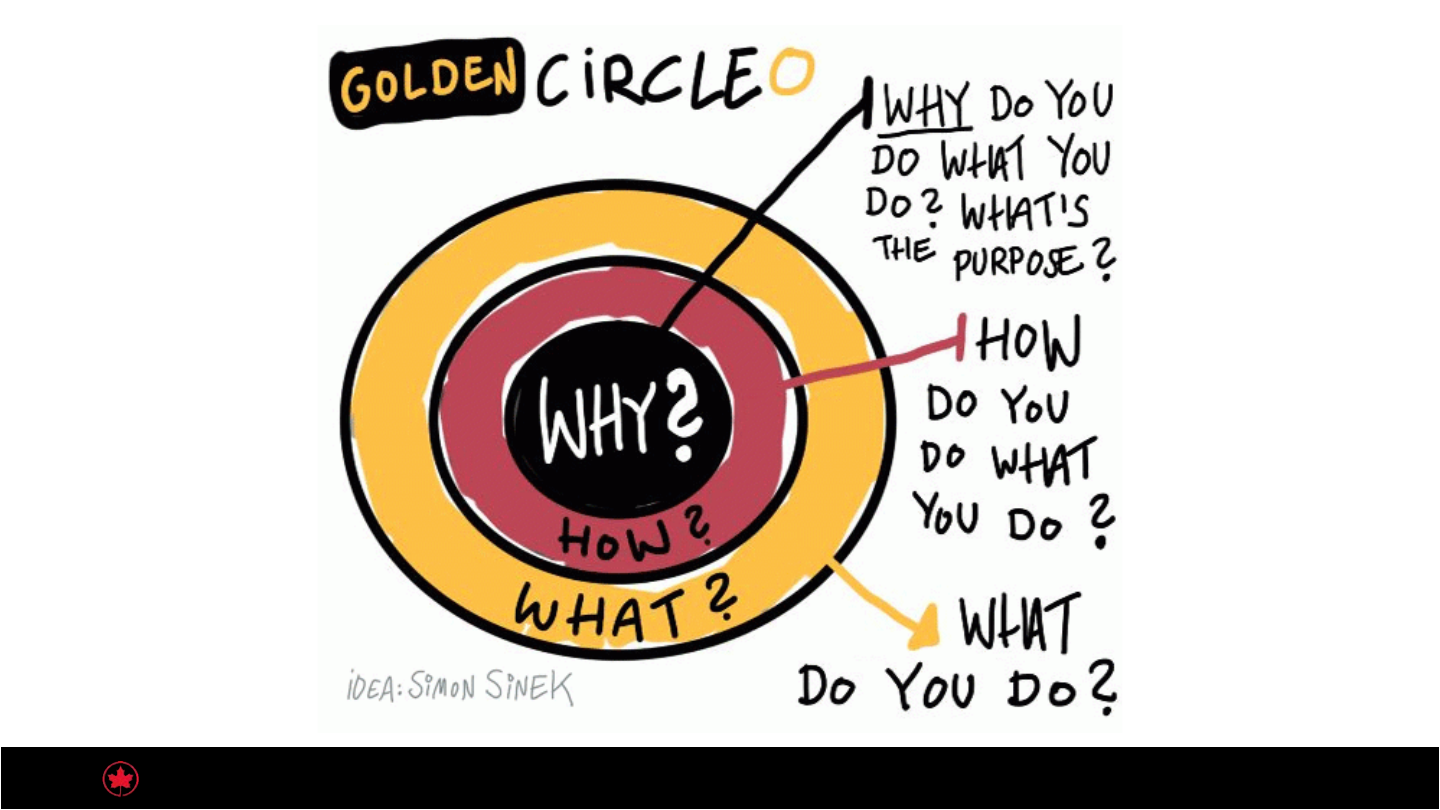 GOLDEN CiRCLE
WHY DO YOU
DO WHAT YOU
DO? WHAT'S
THE PURPOSE?
HOW
DO YOU
DO WHAT
YOU DO?
WHAT
DO YOU DO?
WHY?
HOW?
WHAT?
iDEA: SiMON SiNEK